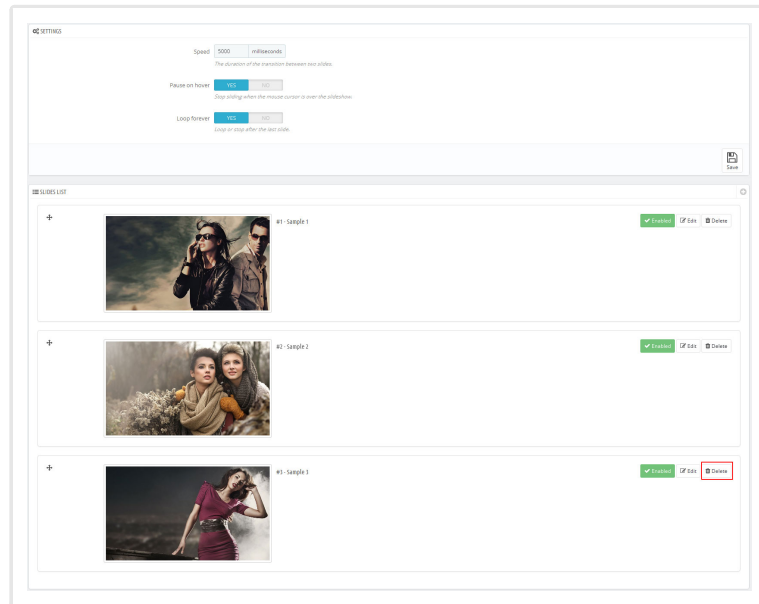 SETTINGS
Speed 5000 milliseconds
The duration of the transition between two slides.
Pause on hover YES NO
Stop sliding when the mouse cursor is over the slideshow.
Loop forever YES NO
Loop or stop after the last slide.
Save
SLIDES LIST
#1 - Sample 1 Enabled Edit Delete
#2 - Sample 2 Enabled Edit Delete
#3 - Sample 3 Enabled Edit Delete